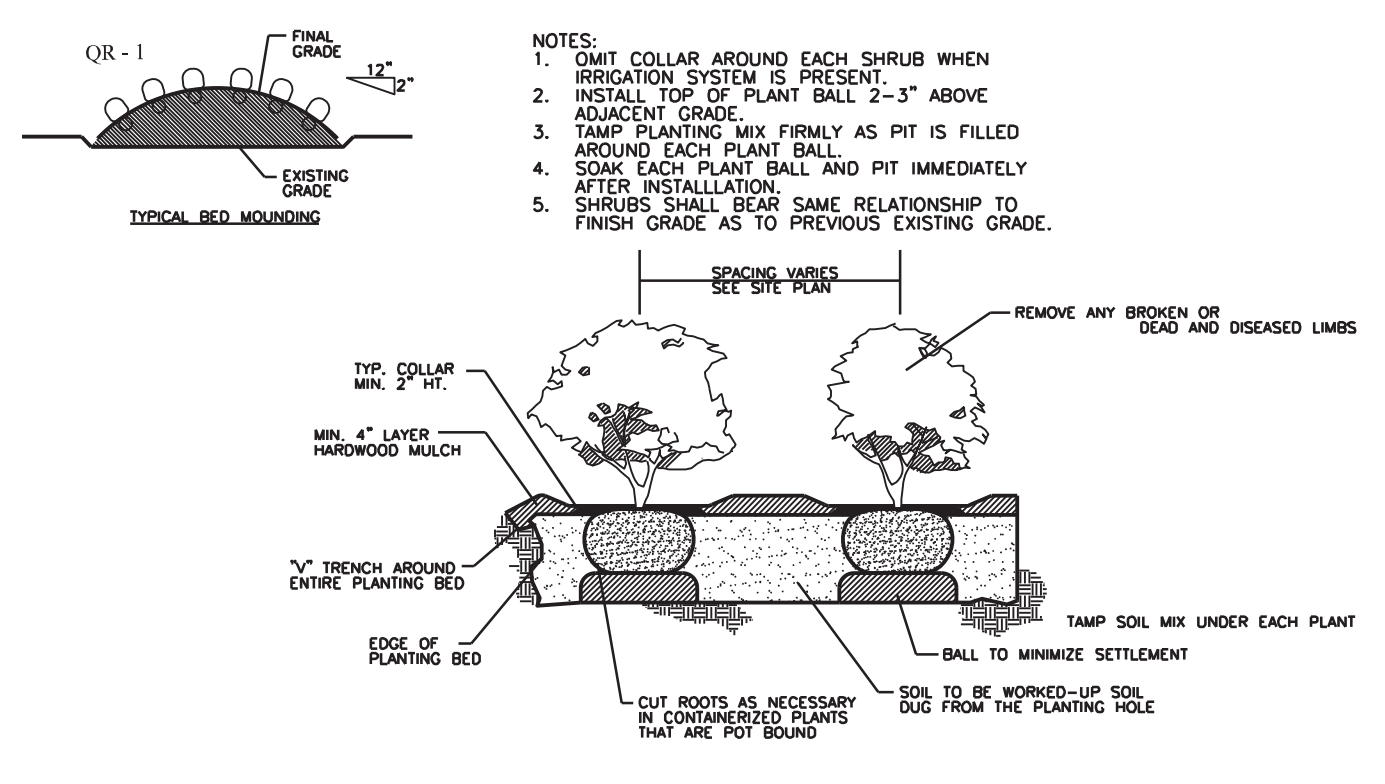 QR - 1
FINAL
GRADE
12"
2"
EXISTING
GRADE
TYPICAL BED MOUNDING
NOTES:
1. OMIT COLLAR AROUND EACH SHRUB WHEN
IRRIGATION SYSTEM IS PRESENT.
2. INSTALL TOP OF PLANT BALL 2-3" ABOVE
ADJACENT GRADE.
3. TAMP PLANTING MIX FIRMLY AS PIT IS FILLED
AROUND EACH PLANT BALL.
4. SOAK EACH PLANT BALL AND PIT IMMEDIATELY
AFTER INSTALLLATION.
5. SHRUBS SHALL BEAR SAME RELATIONSHIP TO
FINISH GRADE AS TO PREVIOUS EXISTING GRADE.
SPACING VARIES
SEE SITE PLAN
REMOVE ANY BROKEN OR
DEAD AND DISEASED LIMBS
TYP. COLLAR
MIN. 2" HT.
MIN. 4" LAYER
HARDWOOD MULCH
"V" TRENCH AROUND
ENTIRE PLANTING BED
EDGE OF
PLANTING BED
TAMP SOIL MIX UNDER EACH PLANT
BALL TO MINIMIZE SETTLEMENT
SOIL TO BE WORKED-UP SOIL
DUG FROM THE PLANTING HOLE
CUT ROOTS AS NECESSARY
IN CONTAINERIZED PLANTS
THAT ARE POT BOUND